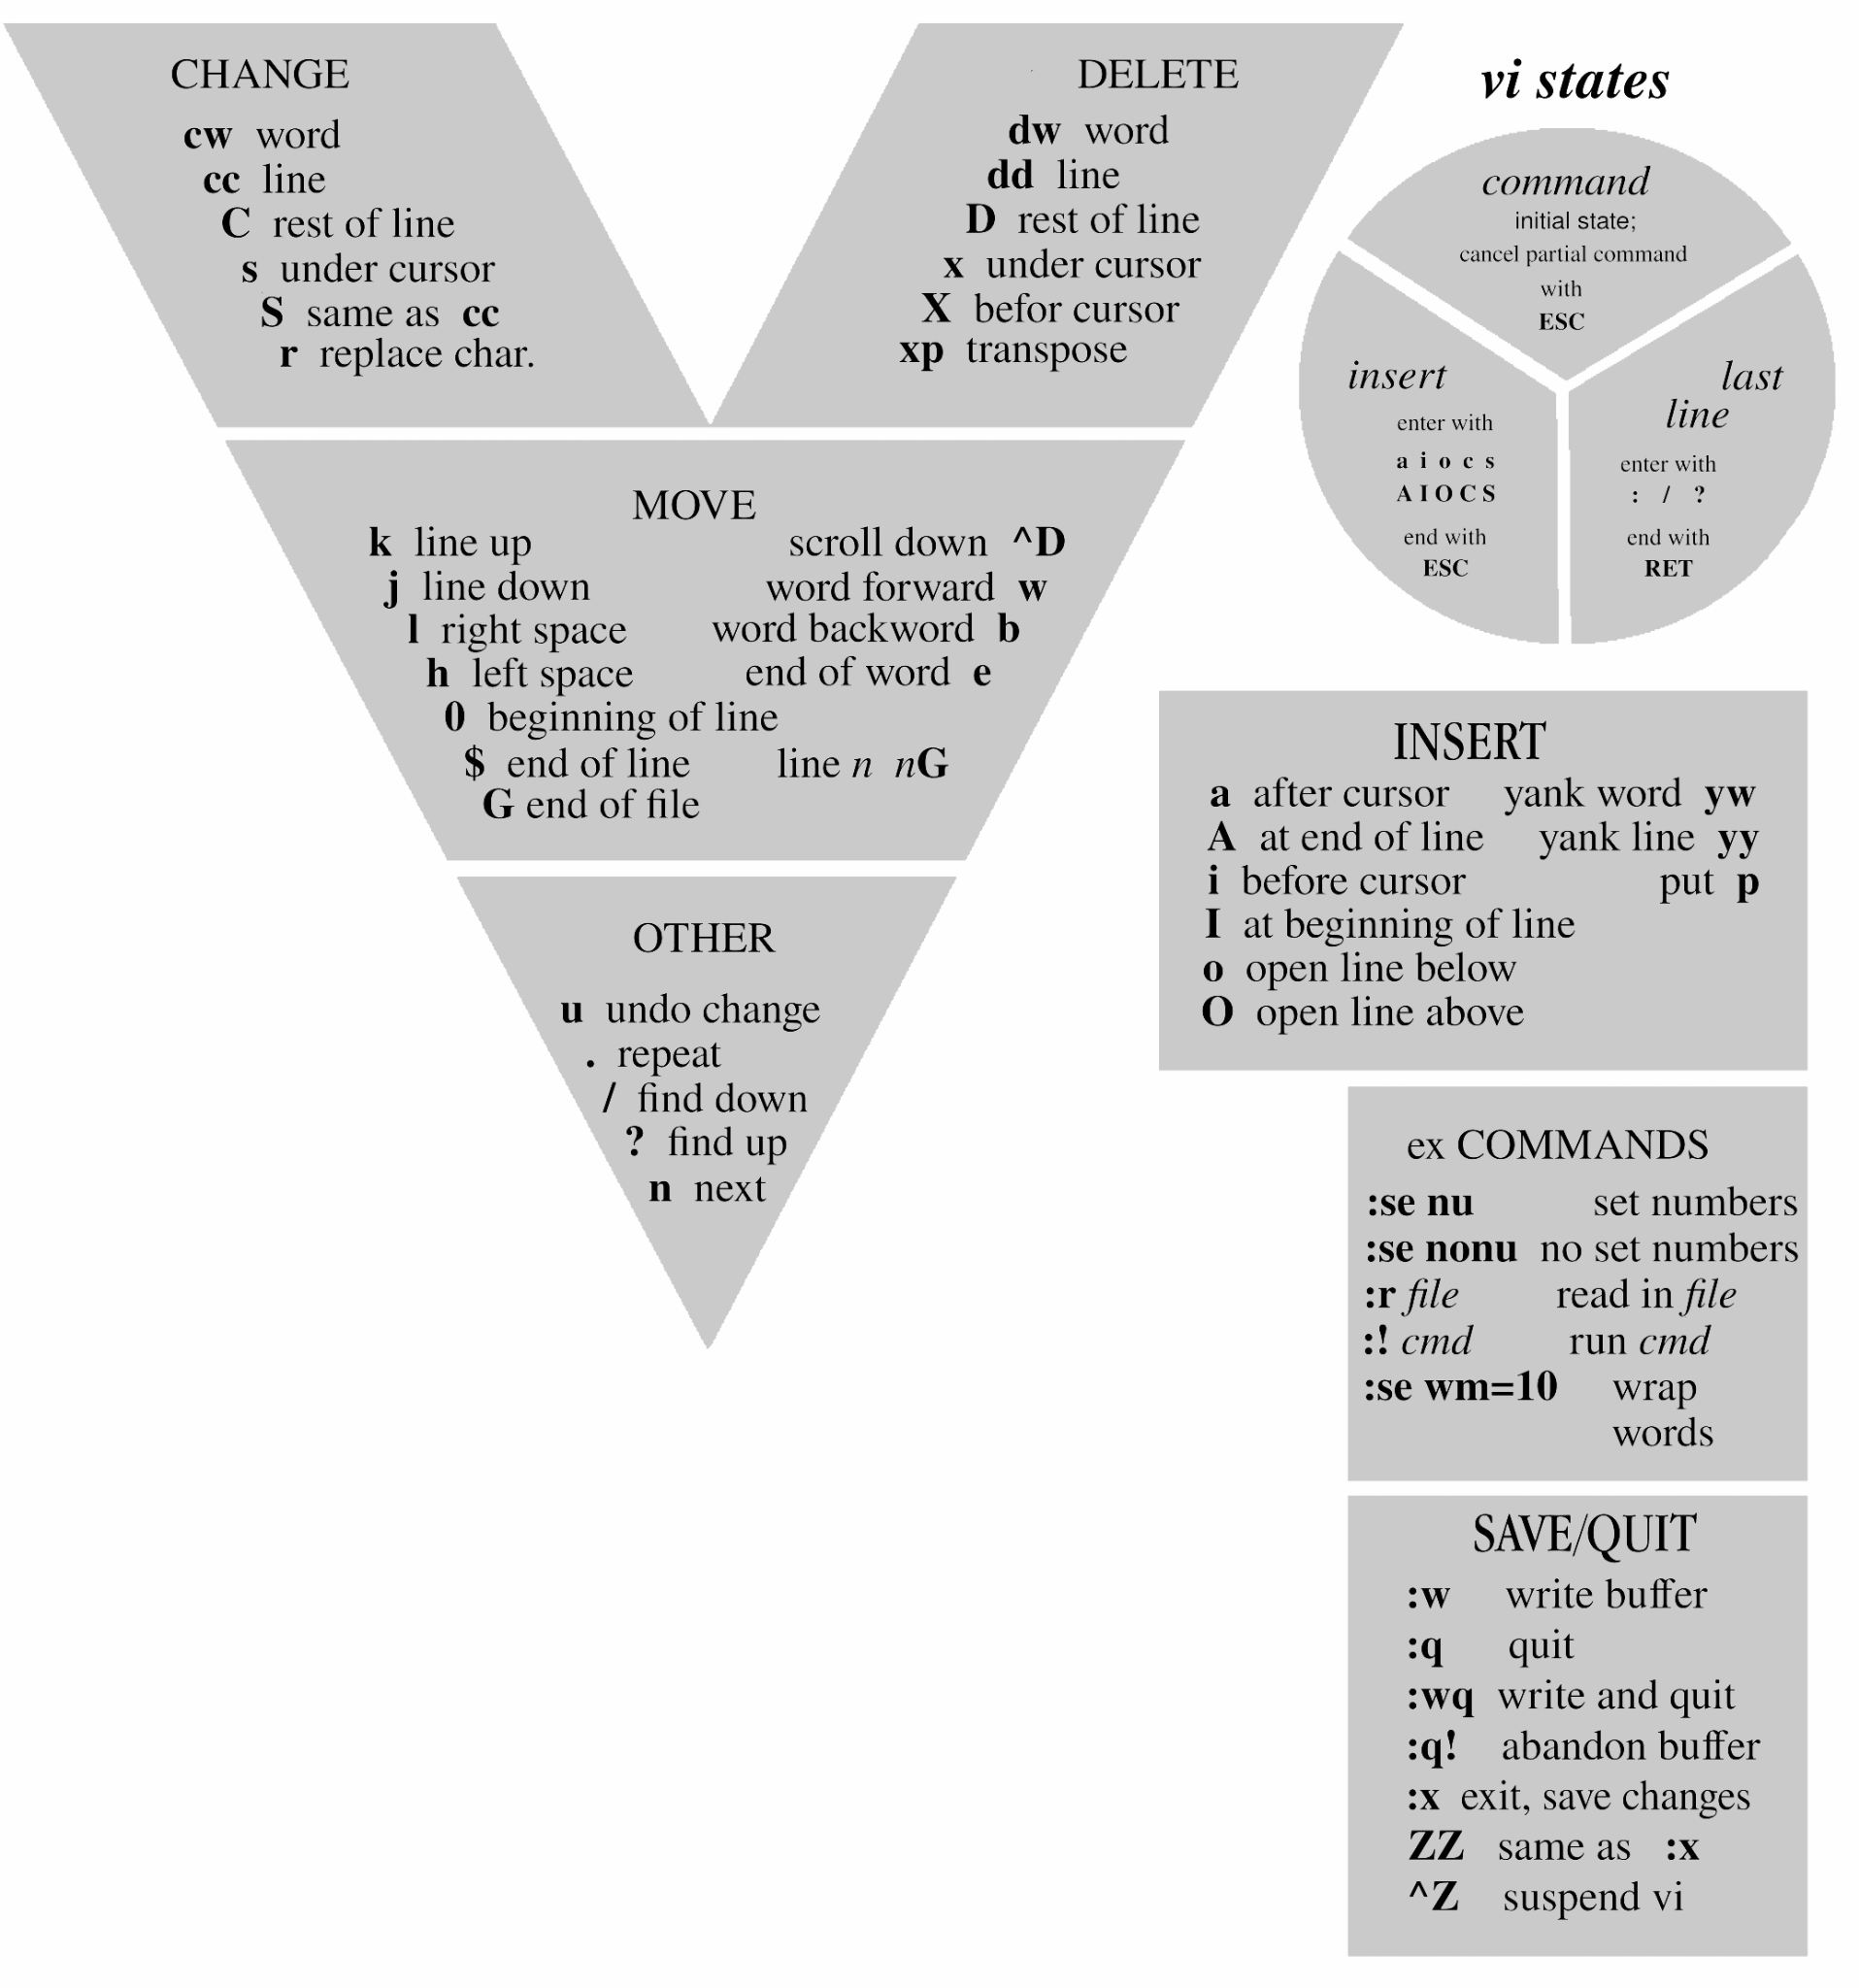 CHANGE
cw word
cc line
C rest of line
s under cursor
S same as cc
r replace char.
DELETE
dw word
dd line
D rest of line
x under cursor
X befor cursor
xp transpose
vi states
command
initial state;
cancel partial command
with
ESC
insert
enter with
a i o c s
A I O C S
end with
ESC
last
line
enter with
: / ?
end with
RET
MOVE
k line up scroll down ^D
j line down word forward w
l right space word backword b
h left space end of word e
0 beginning of line
$ end of line line n nG
G end of file
OTHER
u undo change
. repeat
/ find down
? find up
n next
INSERT
a after cursor yank word yw
A at end of line yank line yy
i before cursor put p
I at beginning of line
o open line below
O open line above
ex COMMANDS
:se nu set numbers
:se nonu no set numbers
:r file read in file
:! cmd run cmd
:se wm=10 wrap
words
SAVE/QUIT
:w write buffer
:q quit
:wq write and quit
:q! abandon buffer
:x exit, save changes
ZZ same as :x
^Z suspend vi